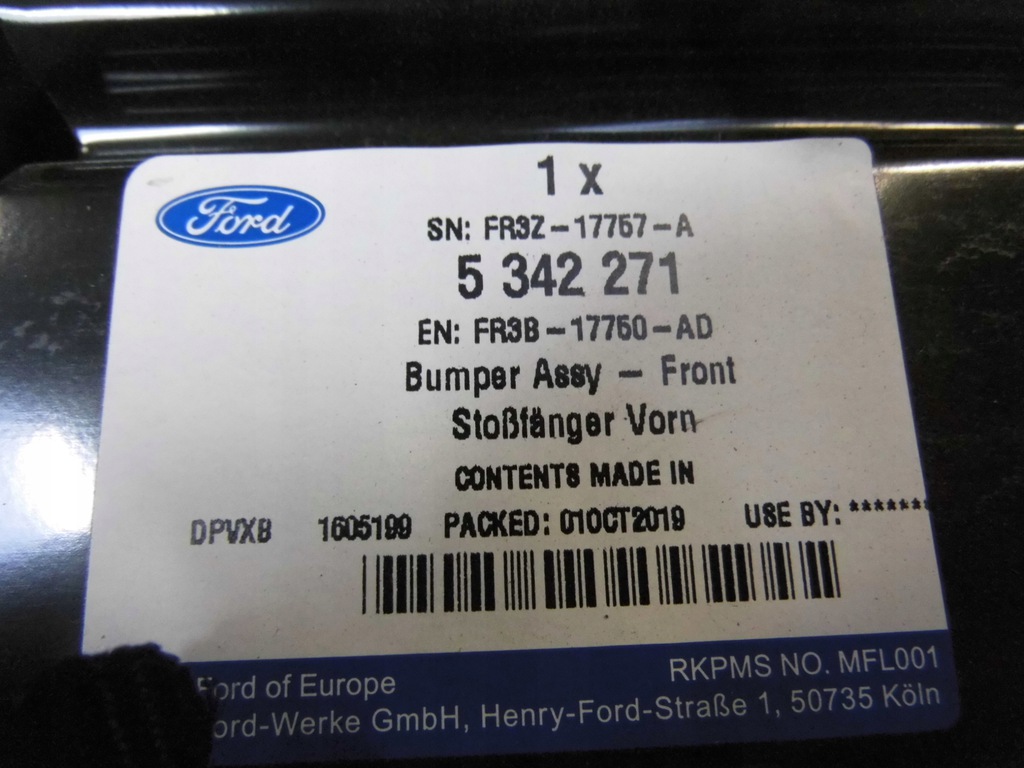 Ford
1 x
SN: FR3Z-17757-A
5 342 271
EN: FR3B-17750-AD
Bumper Assy - Front
Stoßfänger Vorn
CONTENTS MADE IN
DPVXB 1605199 PACKED: 01OCT2019 USE BY: *******
RKPMS NO. MFL001
Ford of Europe
ord-Werke GmbH, Henry-Ford-Straße 1, 50735 Köln